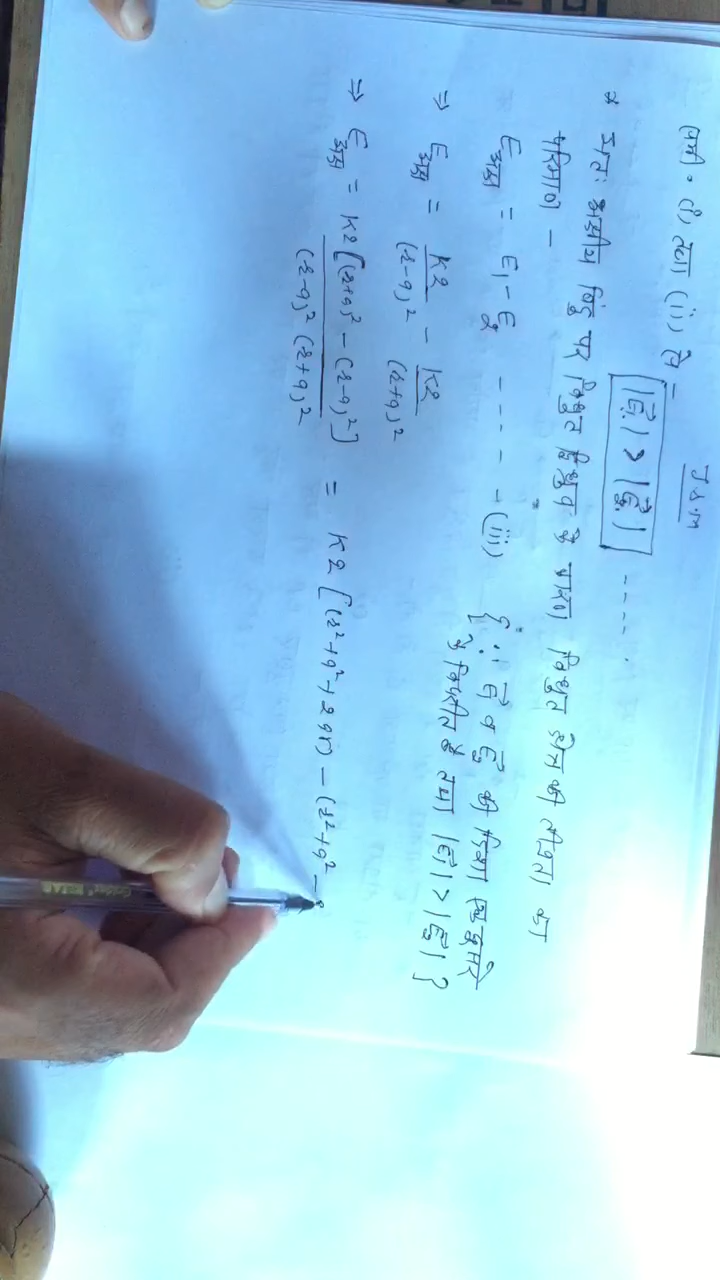 J.S.M
समी. (i) तथा (ii) से –
|E₁⃗| > |E₂⃗| -----.
* अतः अक्षीय बिंदु पर विधुत द्विध्रुव के कारण विधुत क्षेत्र की तीव्रता का
परिमाण –
E अक्ष = E₁ – E₂ ----- (iii) {∵ E₁⃗ व E₂⃗ की दिशा एक दूसरे
के विपरीत है तथा |E₁⃗| > |E₂⃗| }
⇒ E अक्ष = Kq/(r-a)² – Kq/(r+a)²
⇒ E अक्ष = Kq[(r+a)² – (r-a)²]/(r-a)² (r+a)² = Kq [(r²+a²+2ar) – (r²+a² –